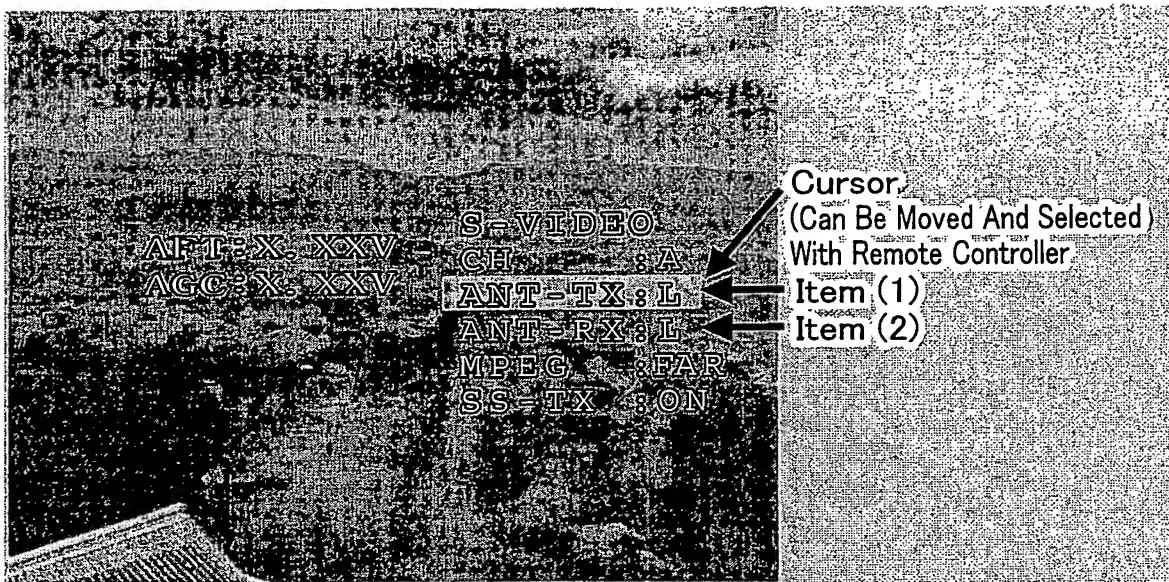 AFT:X.XXV
AGC:X.XXV
S-VIDEO
CH :A
ANT-TX:L
ANT-RX:L
MPEG :FAR
SS-TX :ON
Cursor
(Can Be Moved And Selected)
With Remote Controller
Item (1)
Item (2)